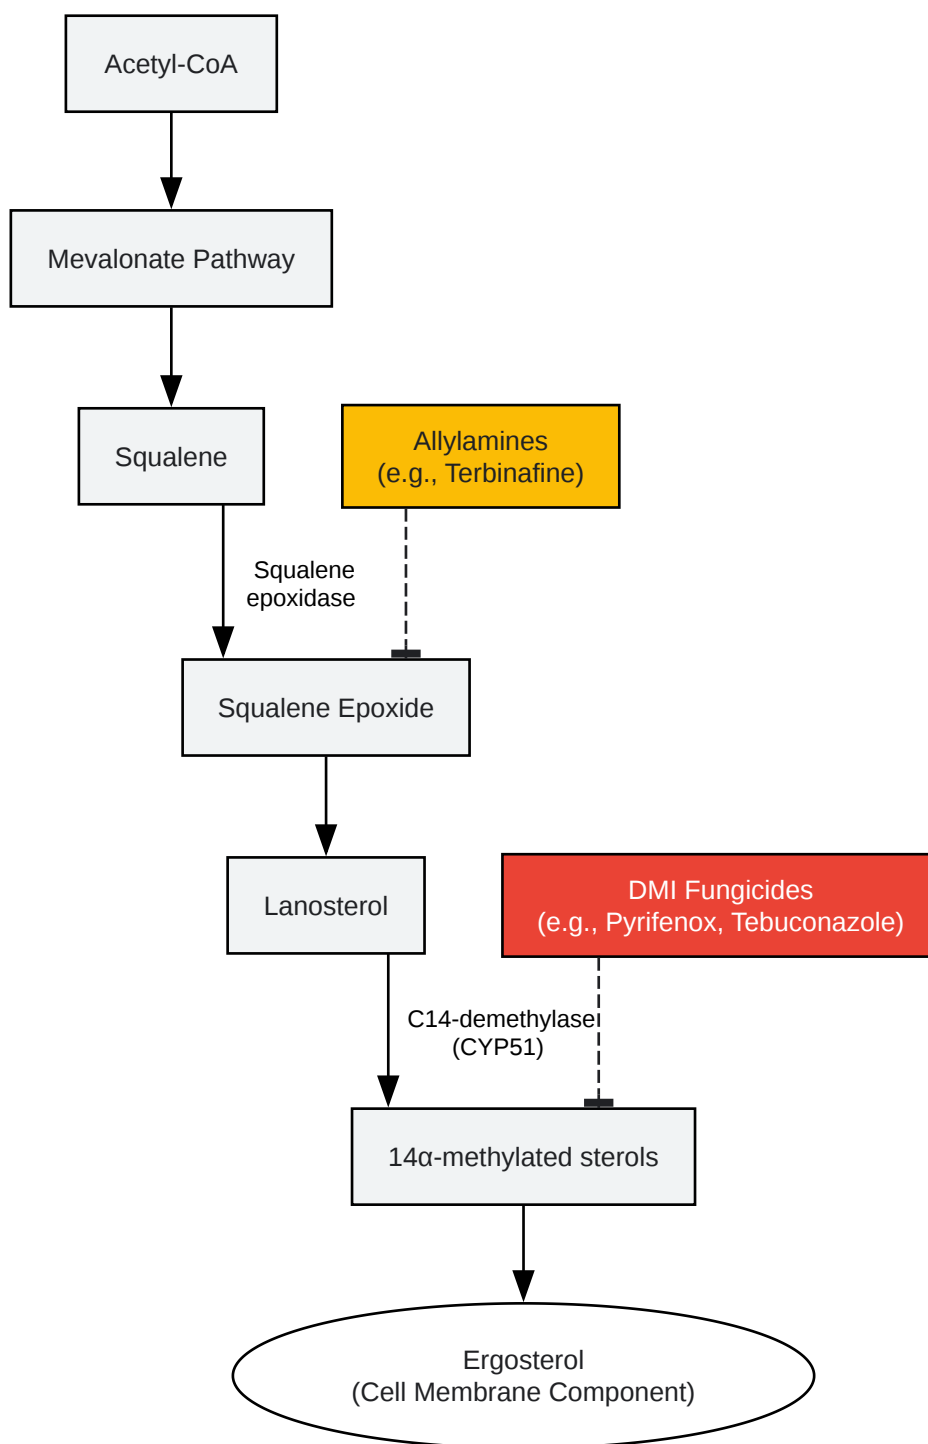 Acetyl-CoA
Mevalonate Pathway
Squalene
Allylamines
(e.g., Terbinafine)
Squalene
epoxidase
Squalene Epoxide
Lanosterol
DMI Fungicides
(e.g., Pyrifenox, Tebuconazole)
C14-demethylase
(CYP51)
14α-methylated sterols
Ergosterol
(Cell Membrane Component)